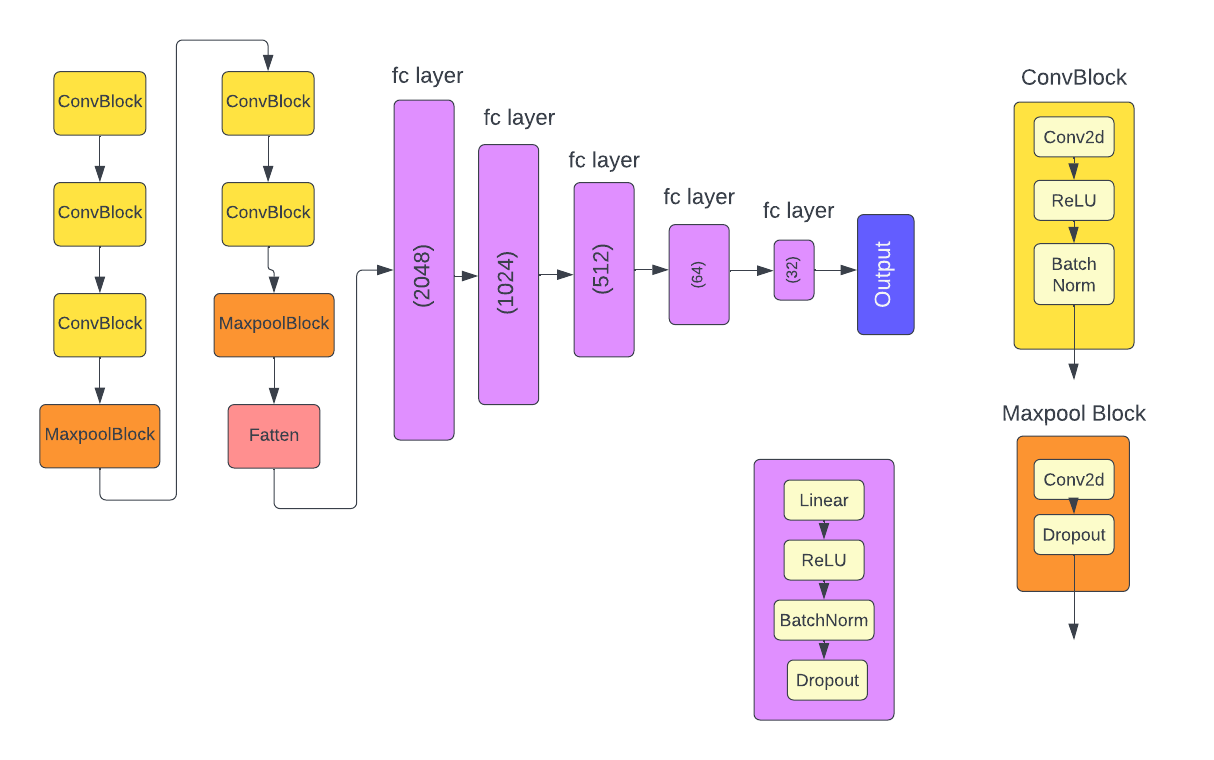 ConvBlock
ConvBlock
ConvBlock
MaxpoolBlock
ConvBlock
ConvBlock
MaxpoolBlock
Fatten
fc layer
(2048)
fc layer
(1024)
fc layer
(512)
fc layer
(64)
fc layer
(32)
Output
Linear
ReLU
BatchNorm
Dropout
ConvBlock
Conv2d
ReLU
Batch
Norm
Maxpool Block
Conv2d
Dropout